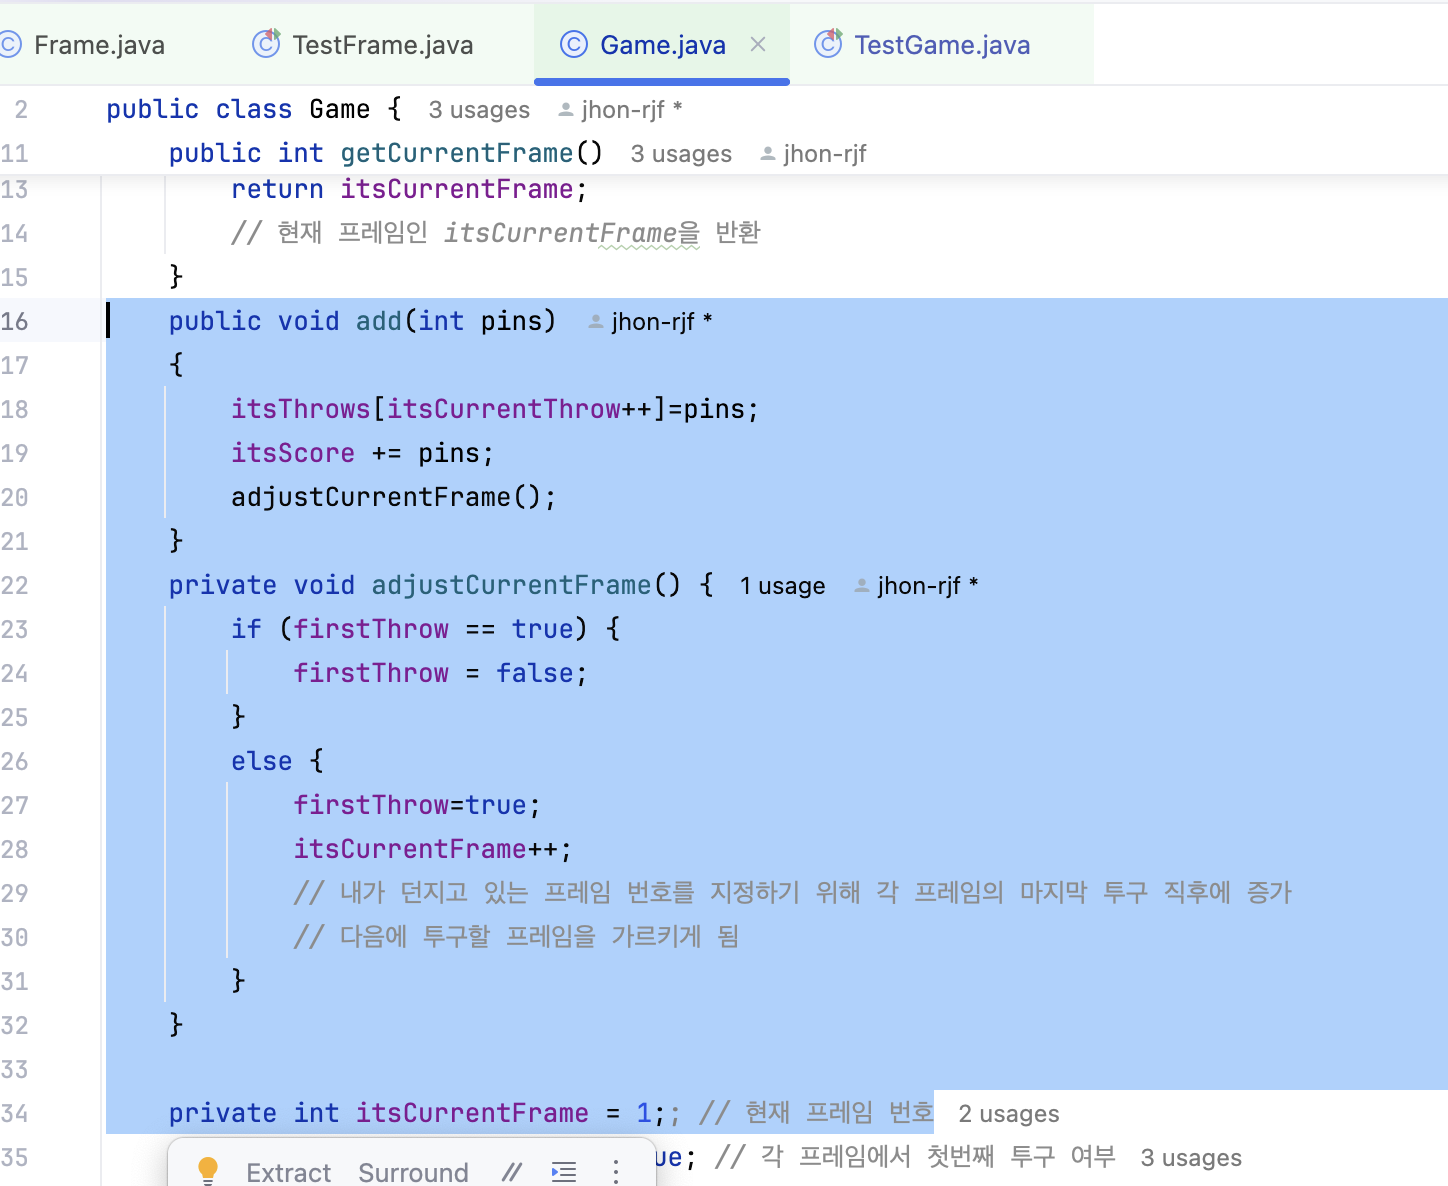 Frame.java TestFrame.java Game.java × TestGame.java
2 public class Game { 3 usages jhon-rjf *
11 public int getCurrentFrame() 3 usages jhon-rjf
13 return itsCurrentFrame;
14 // 현재 프레임인 itsCurrentFrame을 반환
15 }
16 public void add(int pins) jhon-rjf *
17 {
18 itsThrows[itsCurrentThrow++]=pins;
19 itsScore += pins;
20 adjustCurrentFrame();
21 }
22 private void adjustCurrentFrame() { 1 usage jhon-rjf *
23 if (firstThrow == true) {
24 firstThrow = false;
25 }
26 else {
27 firstThrow=true;
28 itsCurrentFrame++;
29 // 내가 던지고 있는 프레임 번호를 지정하기 위해 각 프레임의 마지막 투구 직후에 증가
30 // 다음에 투구할 프레임을 가르키게 됨
31 }
32 }
33
34 private int itsCurrentFrame = 1;; // 현재 프레임 번호 2 usages
35 ue; // 각 프레임에서 첫번째 투구 여부 3 usages
Extract Surround //